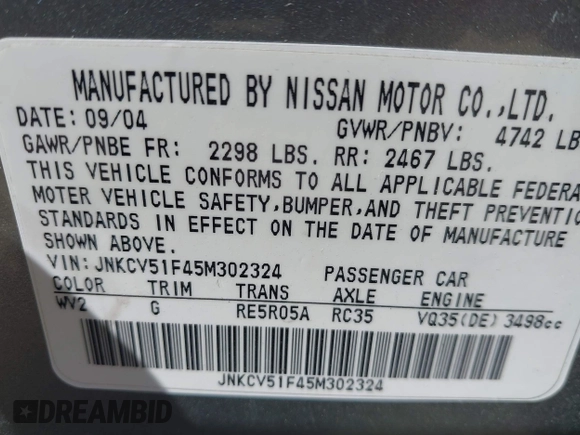 MANUFACTURED BY NISSAN MOTOR CO.,LTD.
DATE: 09/04 GVWR/PNBV: 4742 LB
GAWR/PNBE FR: 2298 LBS. RR: 2467 LBS.
THIS VEHICLE CONFORMS TO ALL APPLICABLE FEDERA
MOTER VEHICLE SAFETY,BUMPER,AND THEFT PREVENTIO
STANDARDS IN EFFECT ON THE DATE OF MANUFACTURE
SHOWN ABOVE.
VIN: JNKCV51F45M302324 PASSENGER CAR
COLOR TRIM TRANS AXLE ENGINE
WV2 G RE5R05A RC35 VQ35(DE) 3498cc
JNKCV51F45M302324
DREAMBID